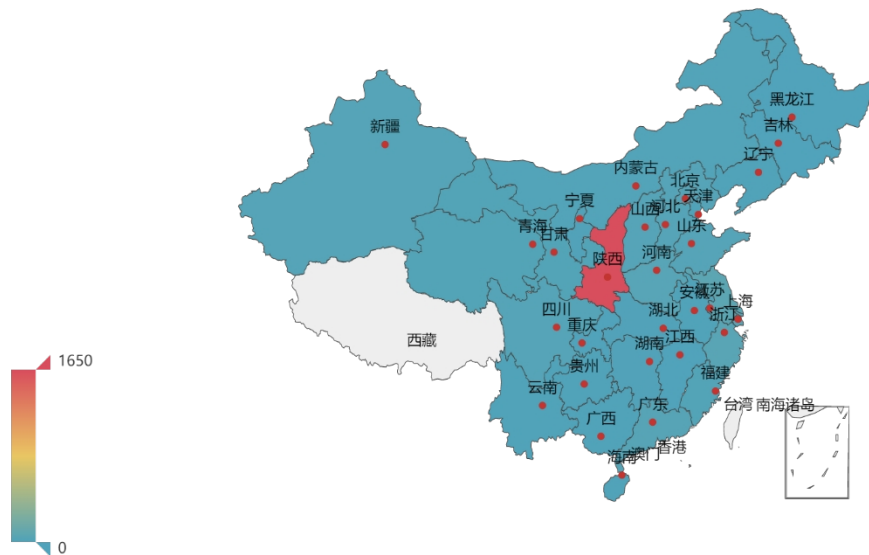 黑龙江
吉林
新疆
辽宁
内蒙古
北京
天津
宁夏
山西
河北
山东
青海
甘肃
陕西
河南
安徽
江苏
上海
四川
湖北
浙江
重庆
西藏
湖南
江西
1650
贵州
福建
云南
台湾
南海诸岛
广西
广东
香港
澳门
海南
0